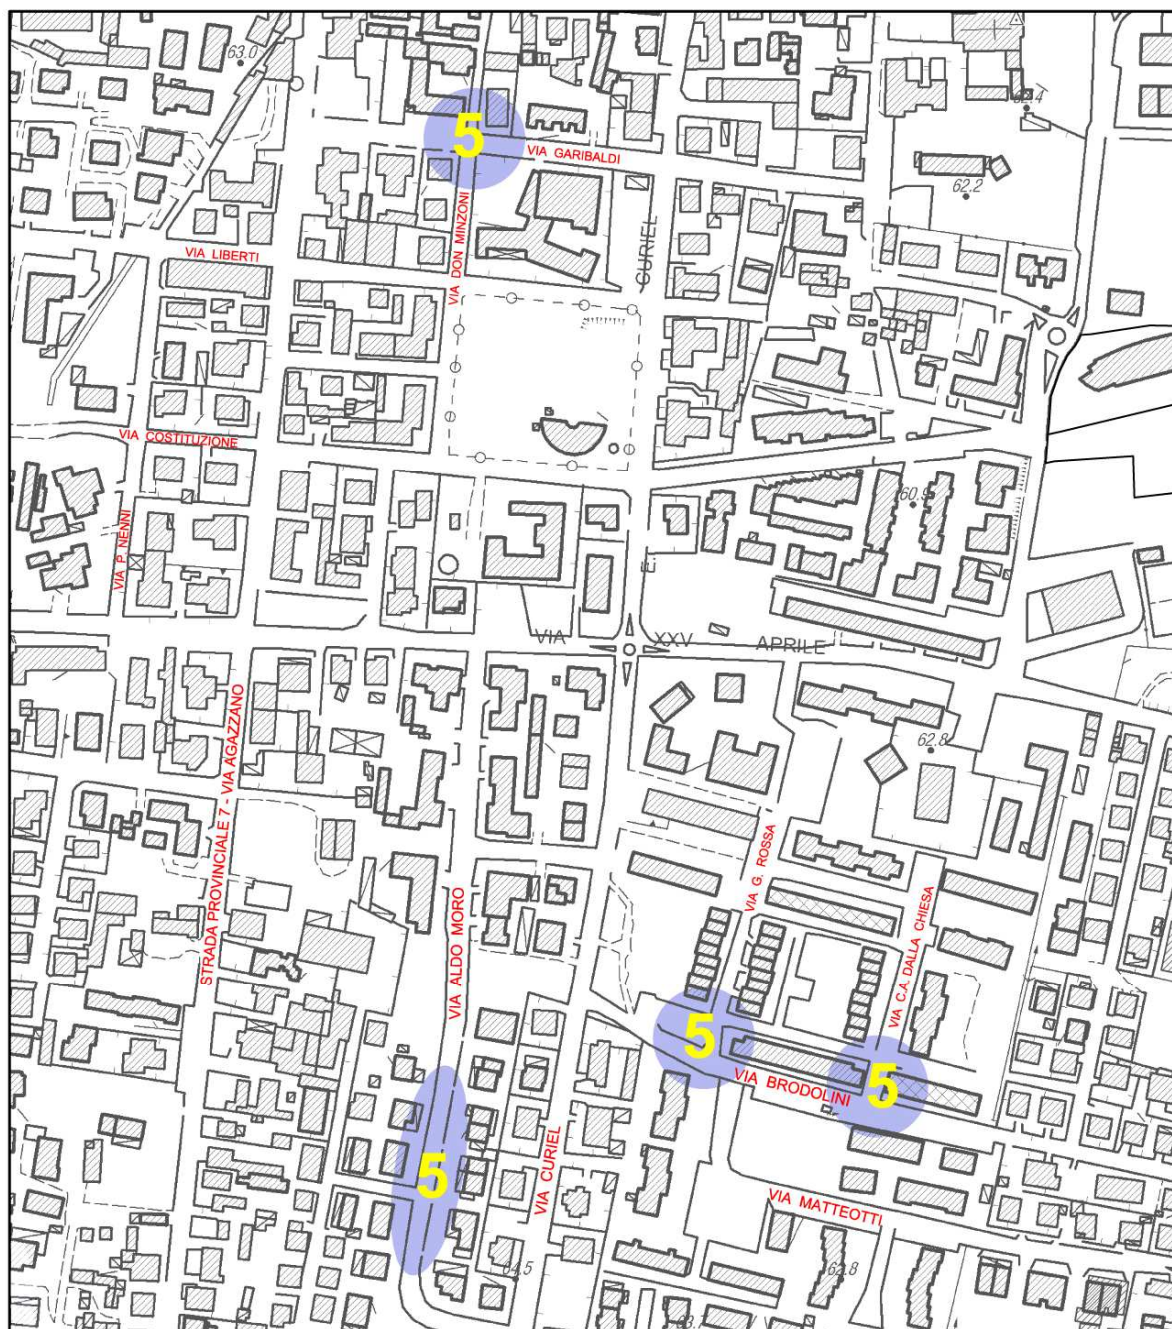 63.0
5
VIA GARIBALDI
62.4
62.2
VIA DON MINZONI
CURIEL
VIA LIBERTI
VIA COSTITUZIONE
60.9
VIA P. NENNI
E.
VIA XXV APRILE
STRADA PROVINCIALE 7 - VIA AGAZZANO
62.8
VIA G. ROSSA
VIA ALDO MORO
VIA C.A. DALLA CHIESA
5
VIA BRODOLINI
5
5
VIA CURIEL
VIA MATTEOTTI
64.5
62.8